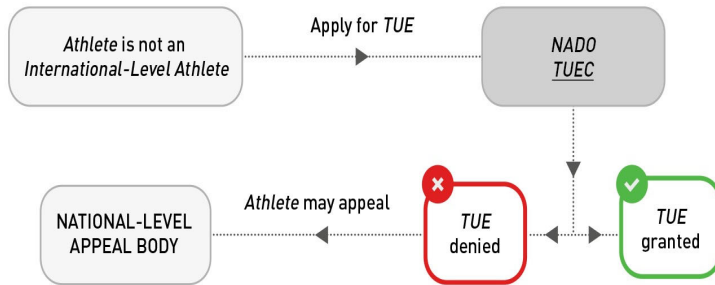 Athlete is not an
International-Level Athlete
Apply for TUE
NADO
TUEC
NATIONAL-LEVEL
APPEAL BODY
Athlete may appeal
TUE
denied
TUE
granted